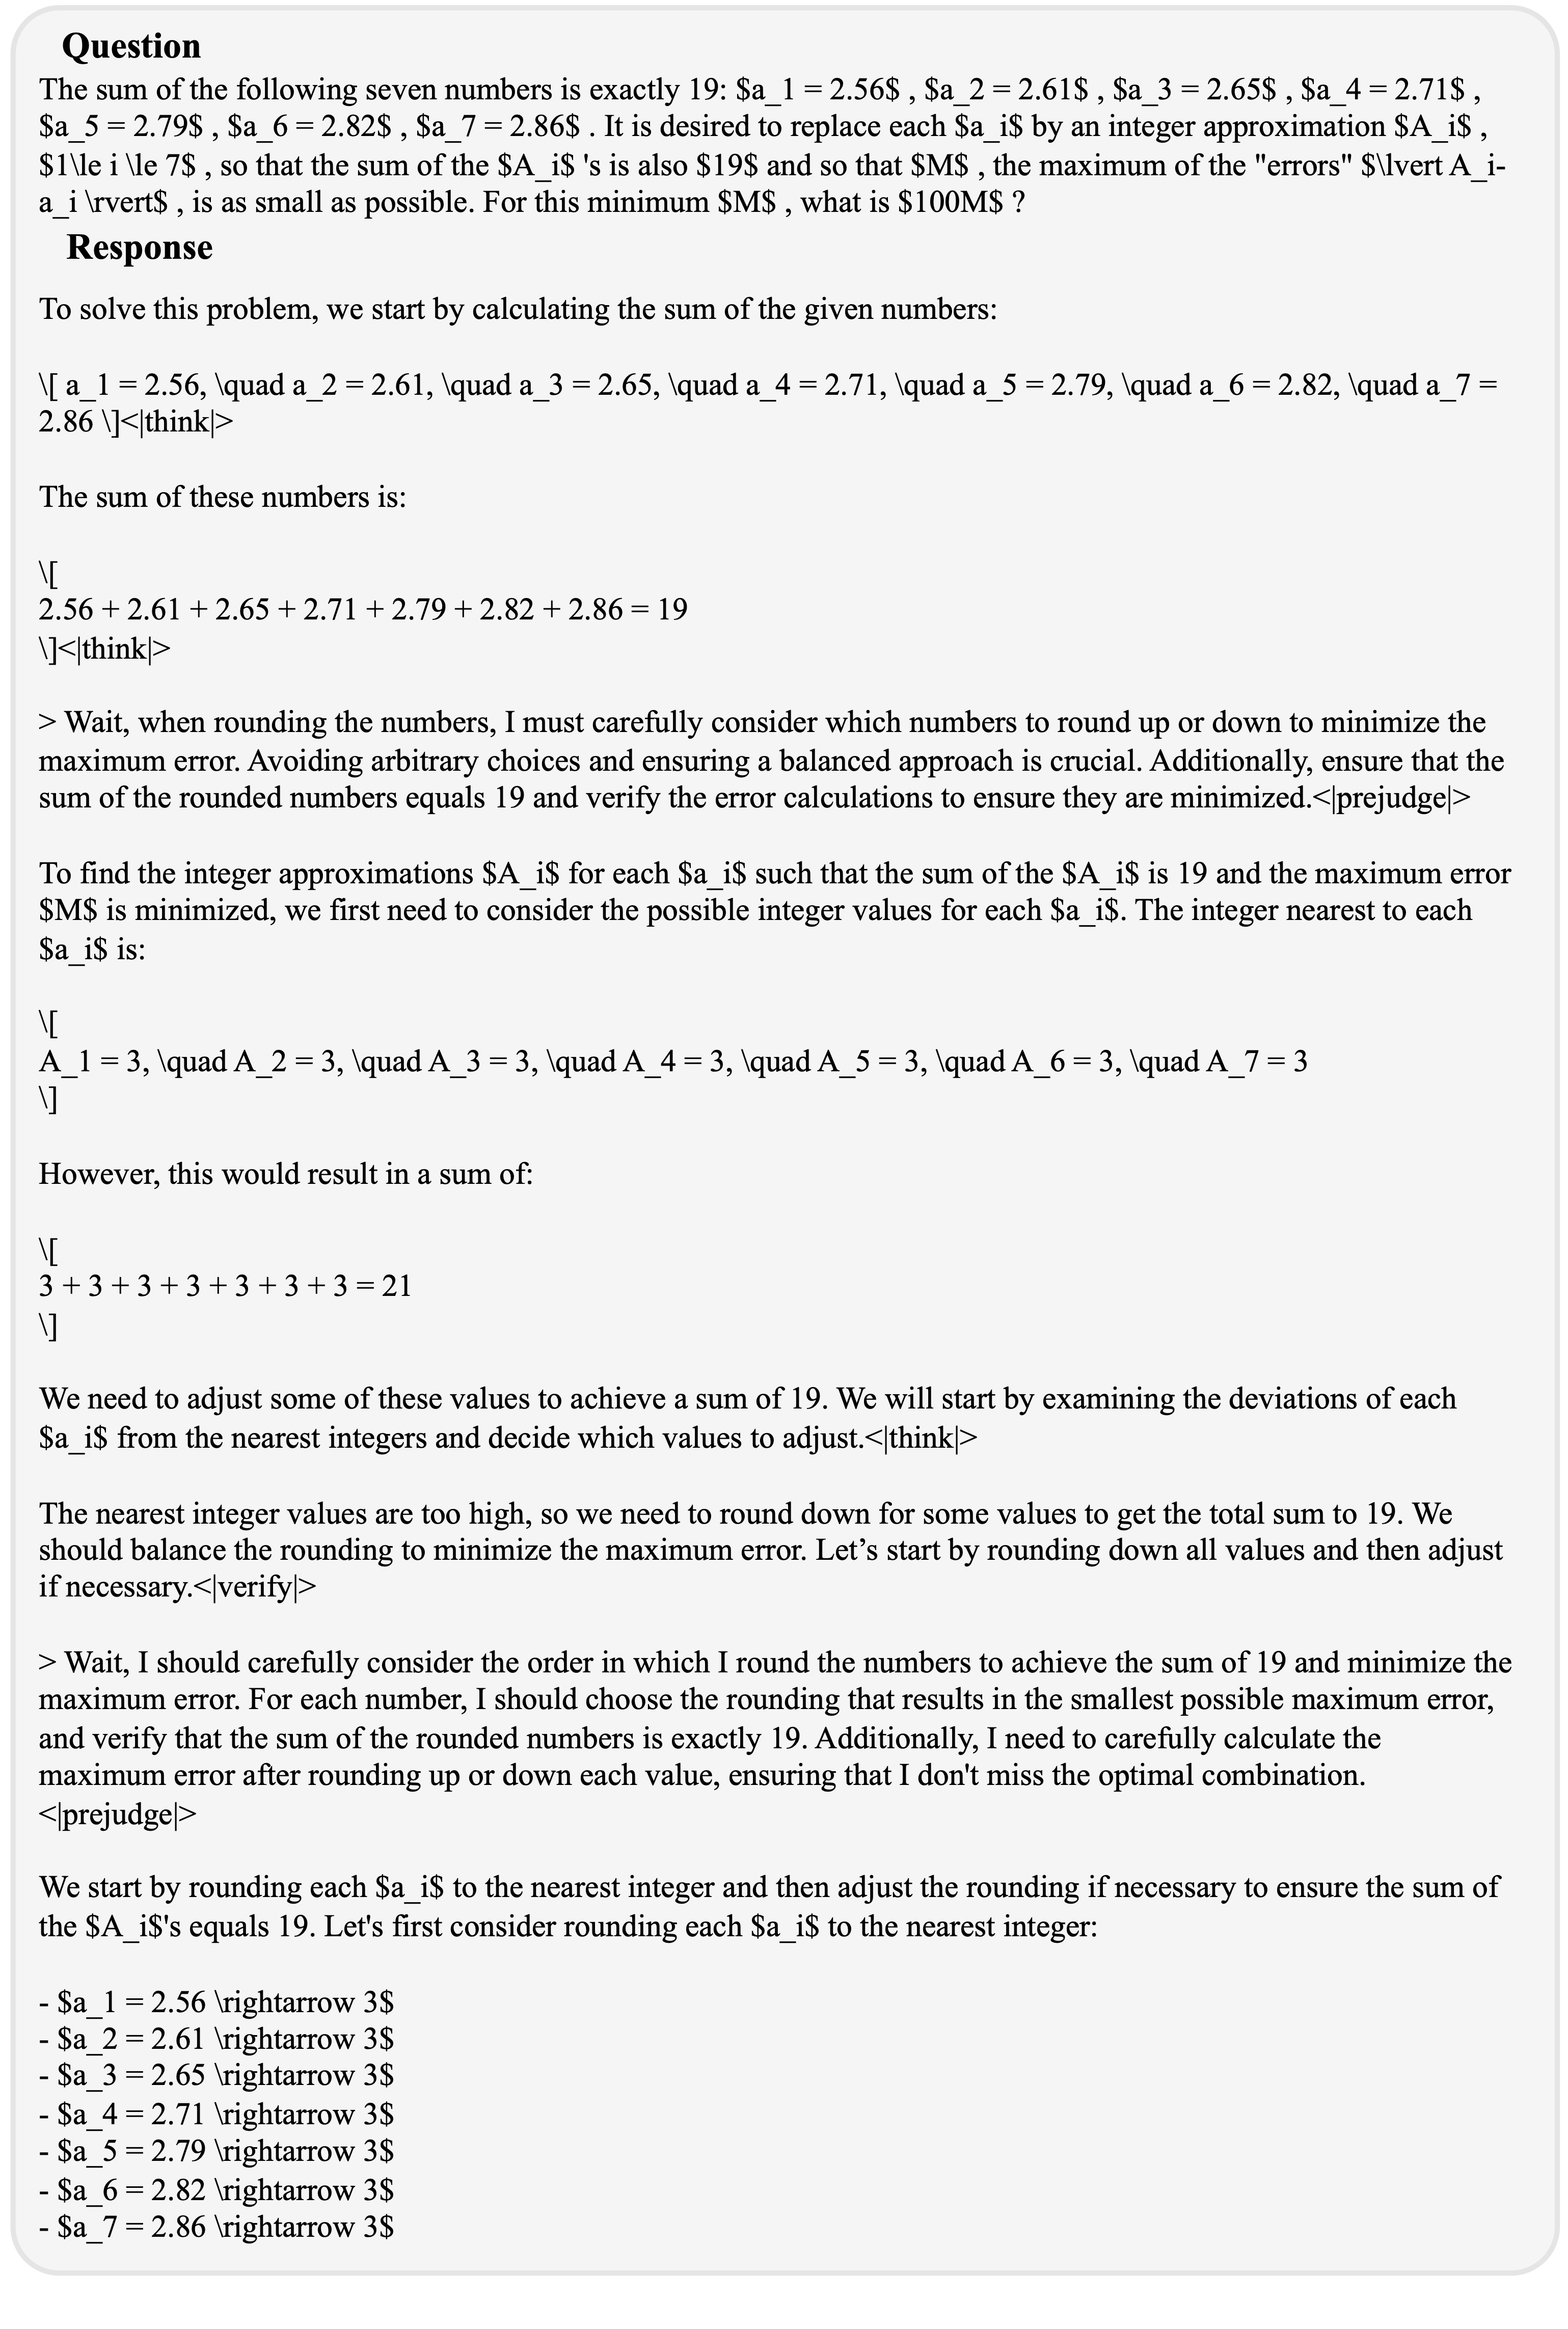 Question
The sum of the following seven numbers is exactly 19: $a_1 = 2.56$ , $a_2 = 2.61$ , $a_3 = 2.65$ , $a_4 = 2.71$ ,
$a_5 = 2.79$ , $a_6 = 2.82$ , $a_7 = 2.86$ . It is desired to replace each $a_i$ by an integer approximation $A_i$ ,
$1\le i \le 7$ , so that the sum of the $A_i$ 's is also $19$ and so that $M$ , the maximum of the "errors" $\lvert A_i-
a_i \rvert$ , is as small as possible. For this minimum $M$ , what is $100M$ ?
Response
To solve this problem, we start by calculating the sum of the given numbers:
\[ a_1 = 2.56, \quad a_2 = 2.61, \quad a_3 = 2.65, \quad a_4 = 2.71, \quad a_5 = 2.79, \quad a_6 = 2.82, \quad a_7 =
2.86 \]<|think|>
The sum of these numbers is:
\[
2.56 + 2.61 + 2.65 + 2.71 + 2.79 + 2.82 + 2.86 = 19
\]<|think|>
> Wait, when rounding the numbers, I must carefully consider which numbers to round up or down to minimize the
maximum error. Avoiding arbitrary choices and ensuring a balanced approach is crucial. Additionally, ensure that the
sum of the rounded numbers equals 19 and verify the error calculations to ensure they are minimized.<|prejudge|>
To find the integer approximations $A_i$ for each $a_i$ such that the sum of the $A_i$ is 19 and the maximum error
$M$ is minimized, we first need to consider the possible integer values for each $a_i$. The integer nearest to each
$a_i$ is:
\[
A_1 = 3, \quad A_2 = 3, \quad A_3 = 3, \quad A_4 = 3, \quad A_5 = 3, \quad A_6 = 3, \quad A_7 = 3
\]
However, this would result in a sum of:
\[
3 + 3 + 3 + 3 + 3 + 3 + 3 = 21
\]
We need to adjust some of these values to achieve a sum of 19. We will start by examining the deviations of each
$a_i$ from the nearest integers and decide which values to adjust.<|think|>
The nearest integer values are too high, so we need to round down for some values to get the total sum to 19. We
should balance the rounding to minimize the maximum error. Let’s start by rounding down all values and then adjust
if necessary.<|verify|>
> Wait, I should carefully consider the order in which I round the numbers to achieve the sum of 19 and minimize the
maximum error. For each number, I should choose the rounding that results in the smallest possible maximum error,
and verify that the sum of the rounded numbers is exactly 19. Additionally, I need to carefully calculate the
maximum error after rounding up or down each value, ensuring that I don't miss the optimal combination.
<|prejudge|>
We start by rounding each $a_i$ to the nearest integer and then adjust the rounding if necessary to ensure the sum of
the $A_i$'s equals 19. Let's first consider rounding each $a_i$ to the nearest integer:
- $a_1 = 2.56 \rightarrow 3$
- $a_2 = 2.61 \rightarrow 3$
- $a_3 = 2.65 \rightarrow 3$
- $a_4 = 2.71 \rightarrow 3$
- $a_5 = 2.79 \rightarrow 3$
- $a_6 = 2.82 \rightarrow 3$
- $a_7 = 2.86 \rightarrow 3$